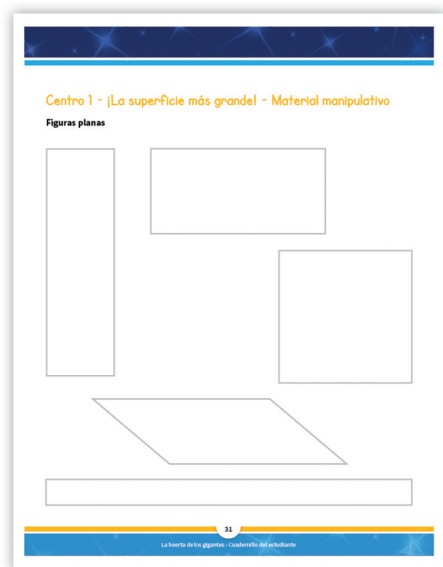 Centro 1 - ¡La superficie más grande! - Material manipulativo
Figuras planas
31
La huerta de los gigantes - Cuadernillo del estudiante